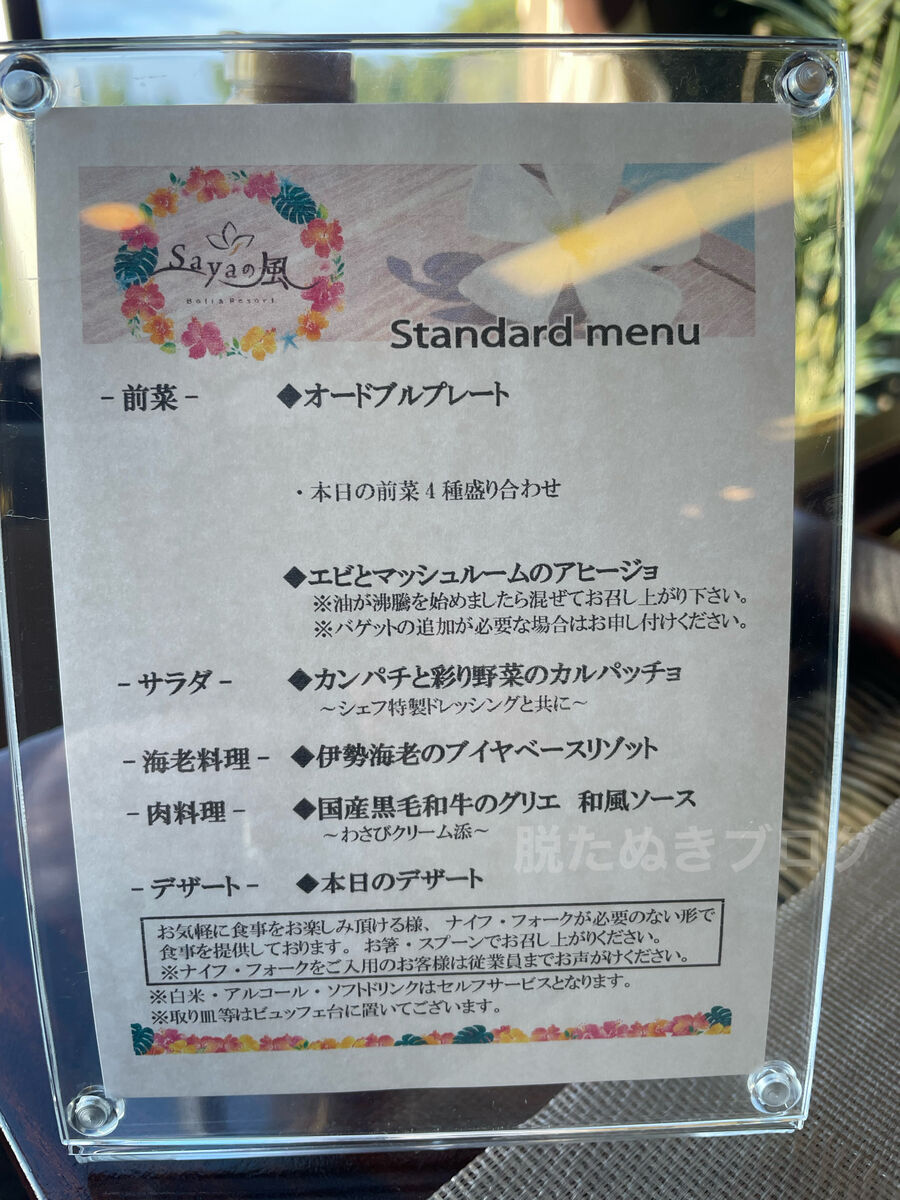 Sayaの風
Balia Resort
Standard menu
- 前菜 - ◆オードブルプレート
・本日の前菜4種盛り合わせ
◆エビとマッシュルームのアヒージョ
※油が沸騰を始めましたら混ぜてお召し上がり下さい。
※バゲットの追加が必要な場合はお申し付けください。
- サラダ - ◆カンパチと彩り野菜のカルパッチョ
～シェフ特製ドレッシングと共に～
- 海老料理 - ◆伊勢海老のブイヤベースリゾット
- 肉料理 - ◆国産黒毛和牛のグリエ 和風ソース
～わさびクリーム添～
脱たぬきブログ
- デザート - ◆本日のデザート
お気軽に食事をお楽しみ頂ける様、ナイフ・フォークが必要のない形で
食事を提供しております。お箸・スプーンでお召し上がりください。
※ナイフ・フォークをご入用のお客様は従業員までお声がけください。
※白米・アルコール・ソフトドリンクはセルフサービスとなります。
※取り皿等はビュッフェ台に置いてございます。